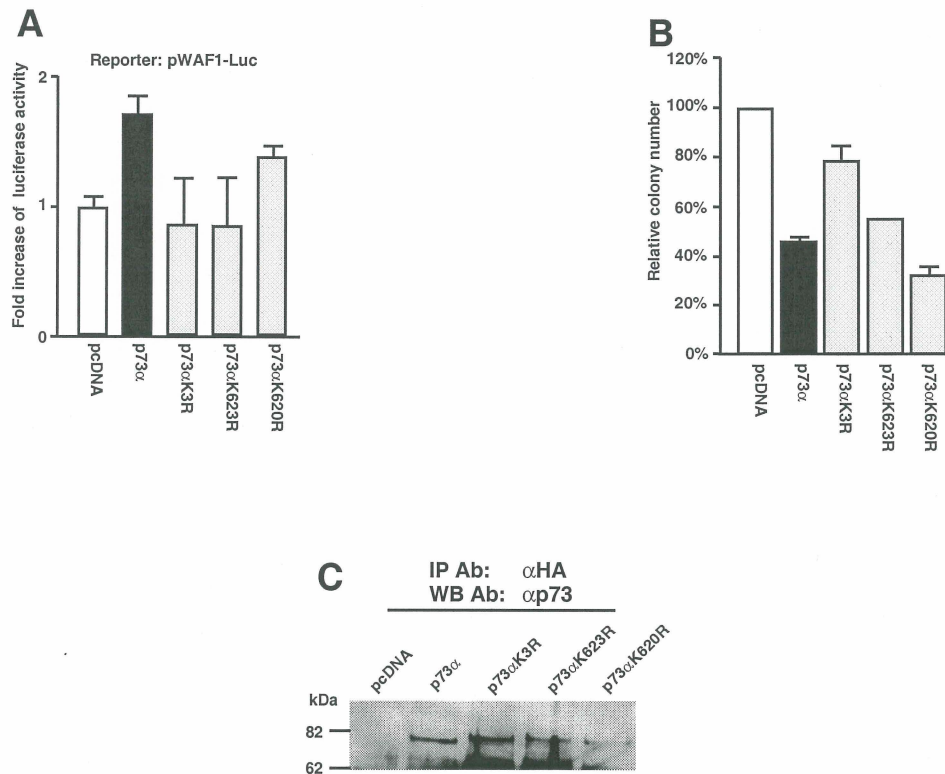 A
Reporter: pWAF1-Luc
Fold increase of luciferase activity
2
1
0
pcDNA
p73α
p73αK3R
p73αK623R
p73αK620R
B
Relative colony number
120%
100%
80%
60%
40%
20%
0%
pcDNA
p73α
p73αK3R
p73αK623R
p73αK620R
C
IP Ab: αHA
WB Ab: αp73
pcDNA
p73α
p73αK3R
p73αK623R
p73αK620R
kDa
82
62